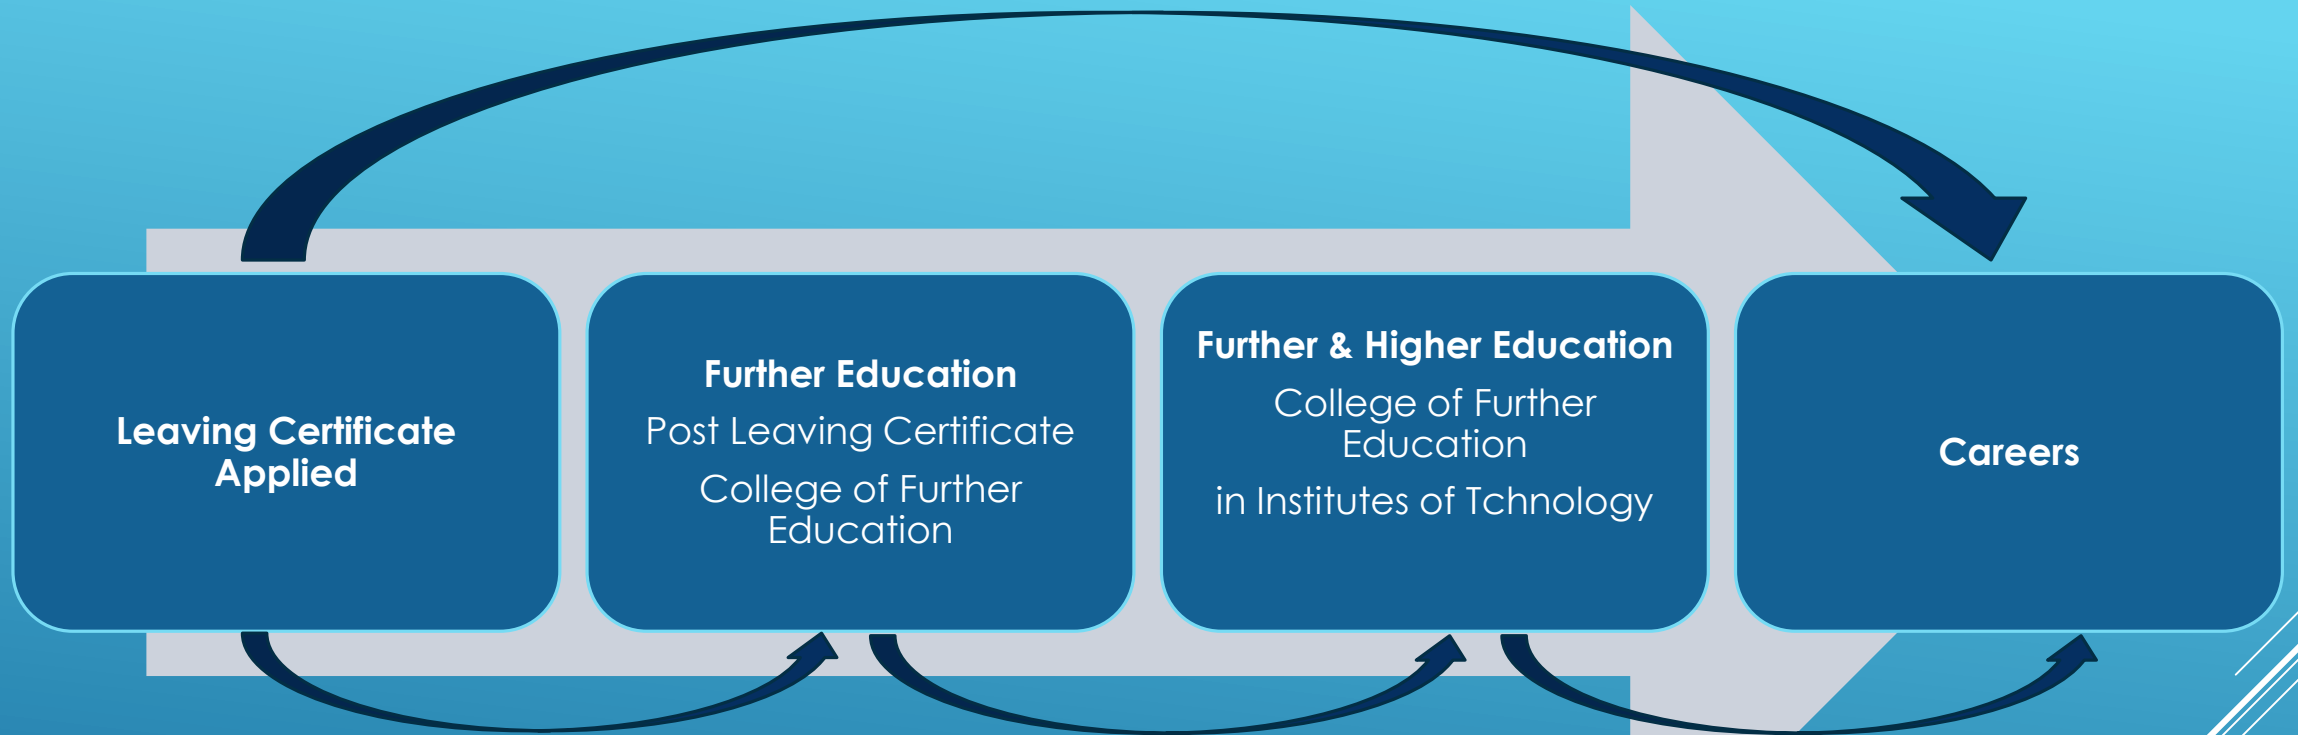 Leaving Certificate
Applied
Further Education
Post Leaving Certificate
College of Further
Education
Further & Higher Education
College of Further
Education
in Institutes of Tchnology
Careers